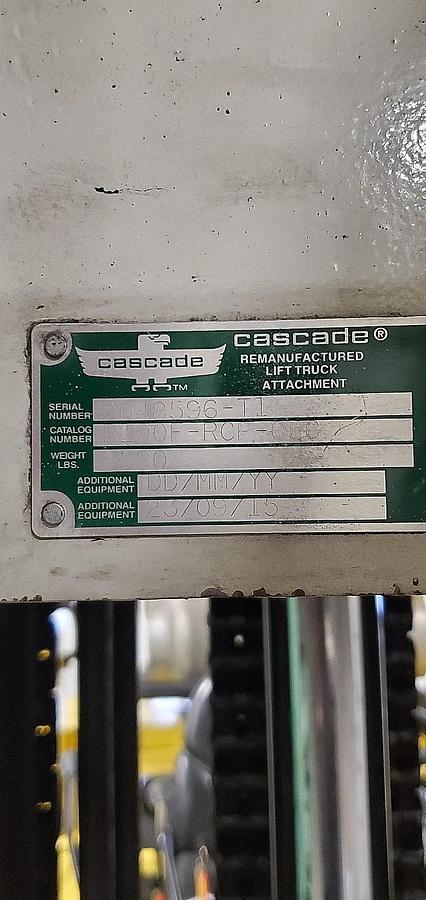 cascade®
cascade
™
REMANUFACTURED
LIFT TRUCK
ATTACHMENT
SERIAL
NUMBER
CATALOG
NUMBER
WEIGHT
LBS.
ADDITIONAL
EQUIPMENT DD/MM/YY
ADDITIONAL
EQUIPMENT 23/09/15